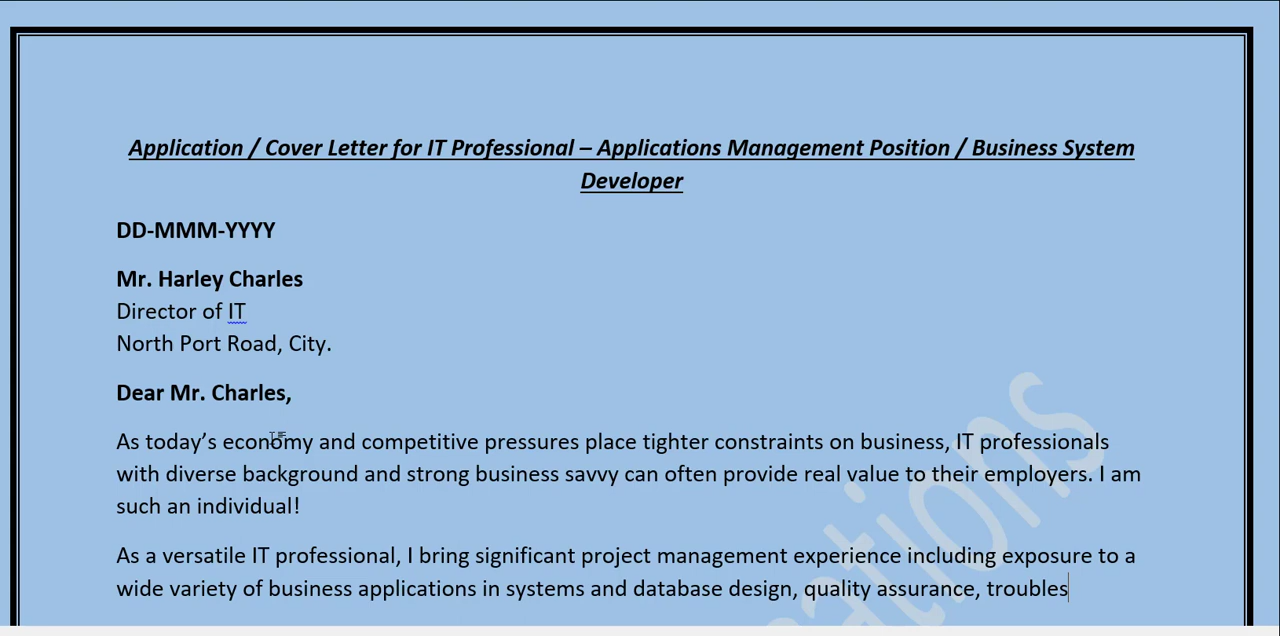 Application / Cover Letter for IT Professional – Applications Management Position / Business System
Developer
DD-MMM-YYYY
Mr. Harley Charles
Director of IT
North Port Road, City.
Dear Mr. Charles,
As today’s economy and competitive pressures place tighter constraints on business, IT professionals
with diverse background and strong business savvy can often provide real value to their employers. I am
such an individual!
As a versatile IT professional, I bring significant project management experience including exposure to a
wide variety of business applications in systems and database design, quality assurance, troubles